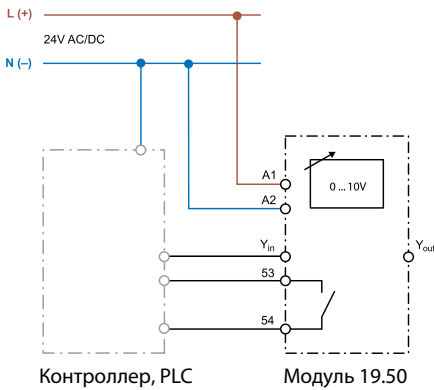 L (+)
24V AC/DC
N (–)
A1
0 ... 10V
A2
Yin
Yout
53
54
Контроллер, PLC
Модуль 19.50